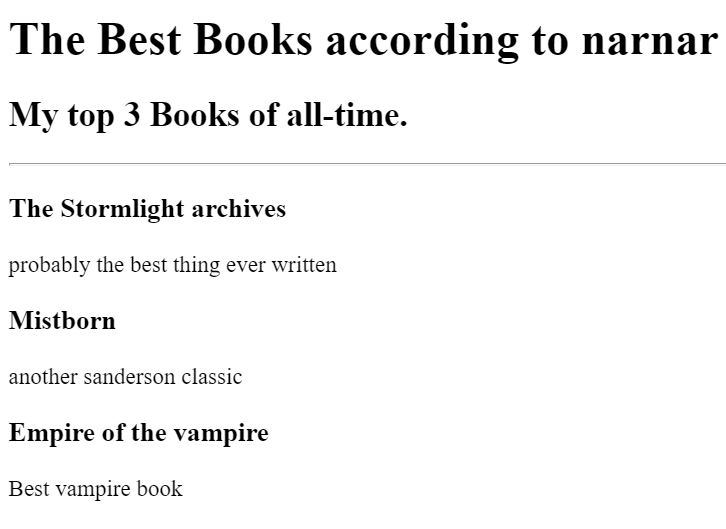 The Best Books according to narnar
My top 3 Books of all-time.
The Stormlight archives
probably the best thing ever written
Mistborn
another sanderson classic
Empire of the vampire
Best vampire book